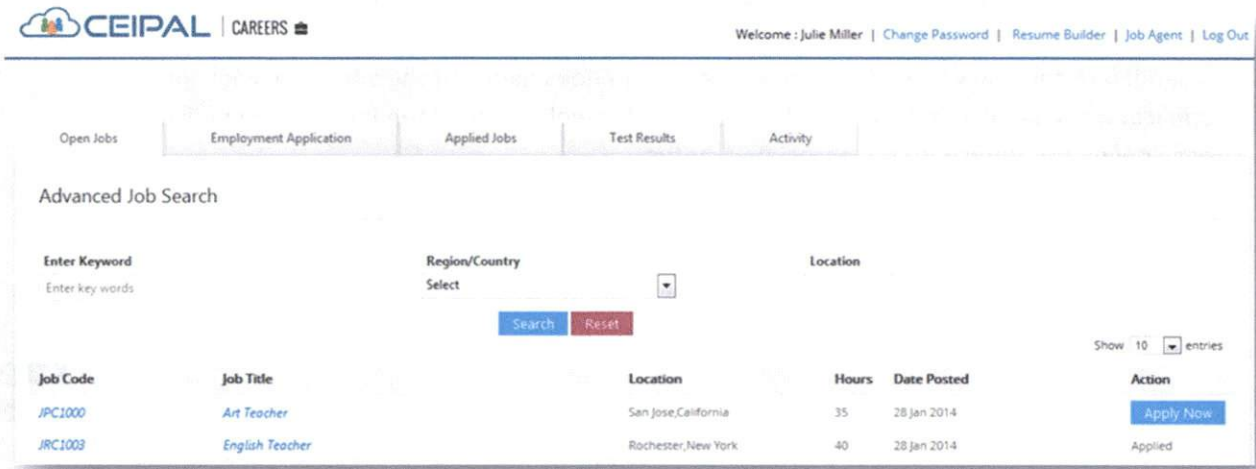 CEIPAL | CAREERS
Welcome : Julie Miller | Change Password | Resume Builder | Job Agent | Log Out
Open Jobs Employment Application Applied Jobs Test Results Activity
Advanced Job Search
Enter Keyword Region/Country Location
Enter key words Select
Search Reset
Show 10 entries
Job Code Job Title Location Hours Date Posted Action
JPC1000 Art Teacher San Jose,California 35 28 Jan 2014 Apply Now
JRC1003 English Teacher Rochester,New York 40 28 Jan 2014 Applied